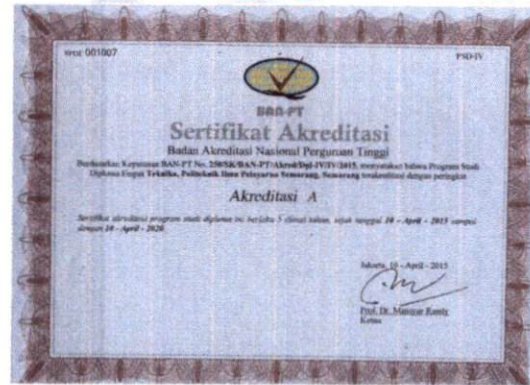 001007
PSD-IV
BAN-PT
Sertifikat Akreditasi
Badan Akreditasi Nasional Perguruan Tinggi
Berdasarkan Keputusan BAN-PT No. 250/SK/BAN-PT/Akred/Dpl-IV/IV/2015, menyatakan bahwa Program Studi
Diploma Empat Teknika, Politeknik Ilmu Pelayaran Semarang, Semarang terakreditasi dengan peringkat
Akreditasi A
Sertifikat akreditasi program studi diploma ini berlaku 5 (lima) tahun, sejak tanggal 10 - April - 2015 sampai
dengan 10 - April - 2020
Jakarta, 10 - April - 2015
Prof. Dr. Mansyur Ramly
Ketua